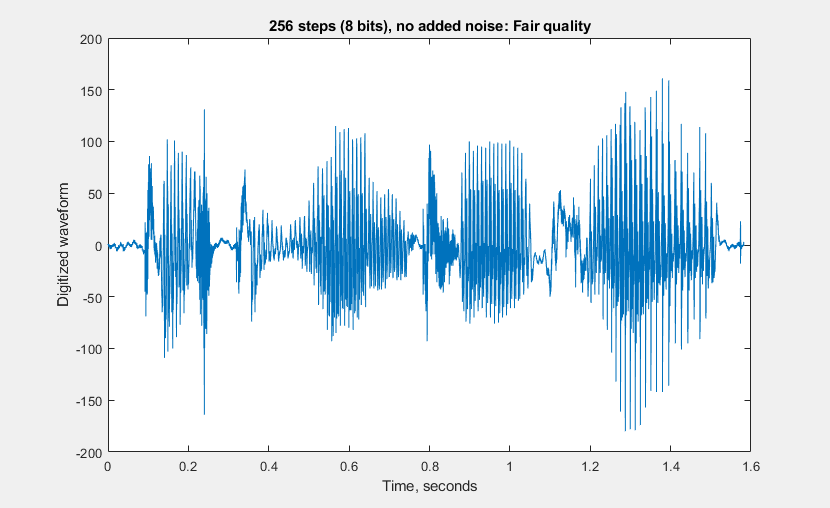 256 steps (8 bits), no added noise: Fair quality
200
150
100
50
0
-50
-100
-150
-200
Digitized waveform
0 0.2 0.4 0.6 0.8 1 1.2 1.4 1.6
Time, seconds